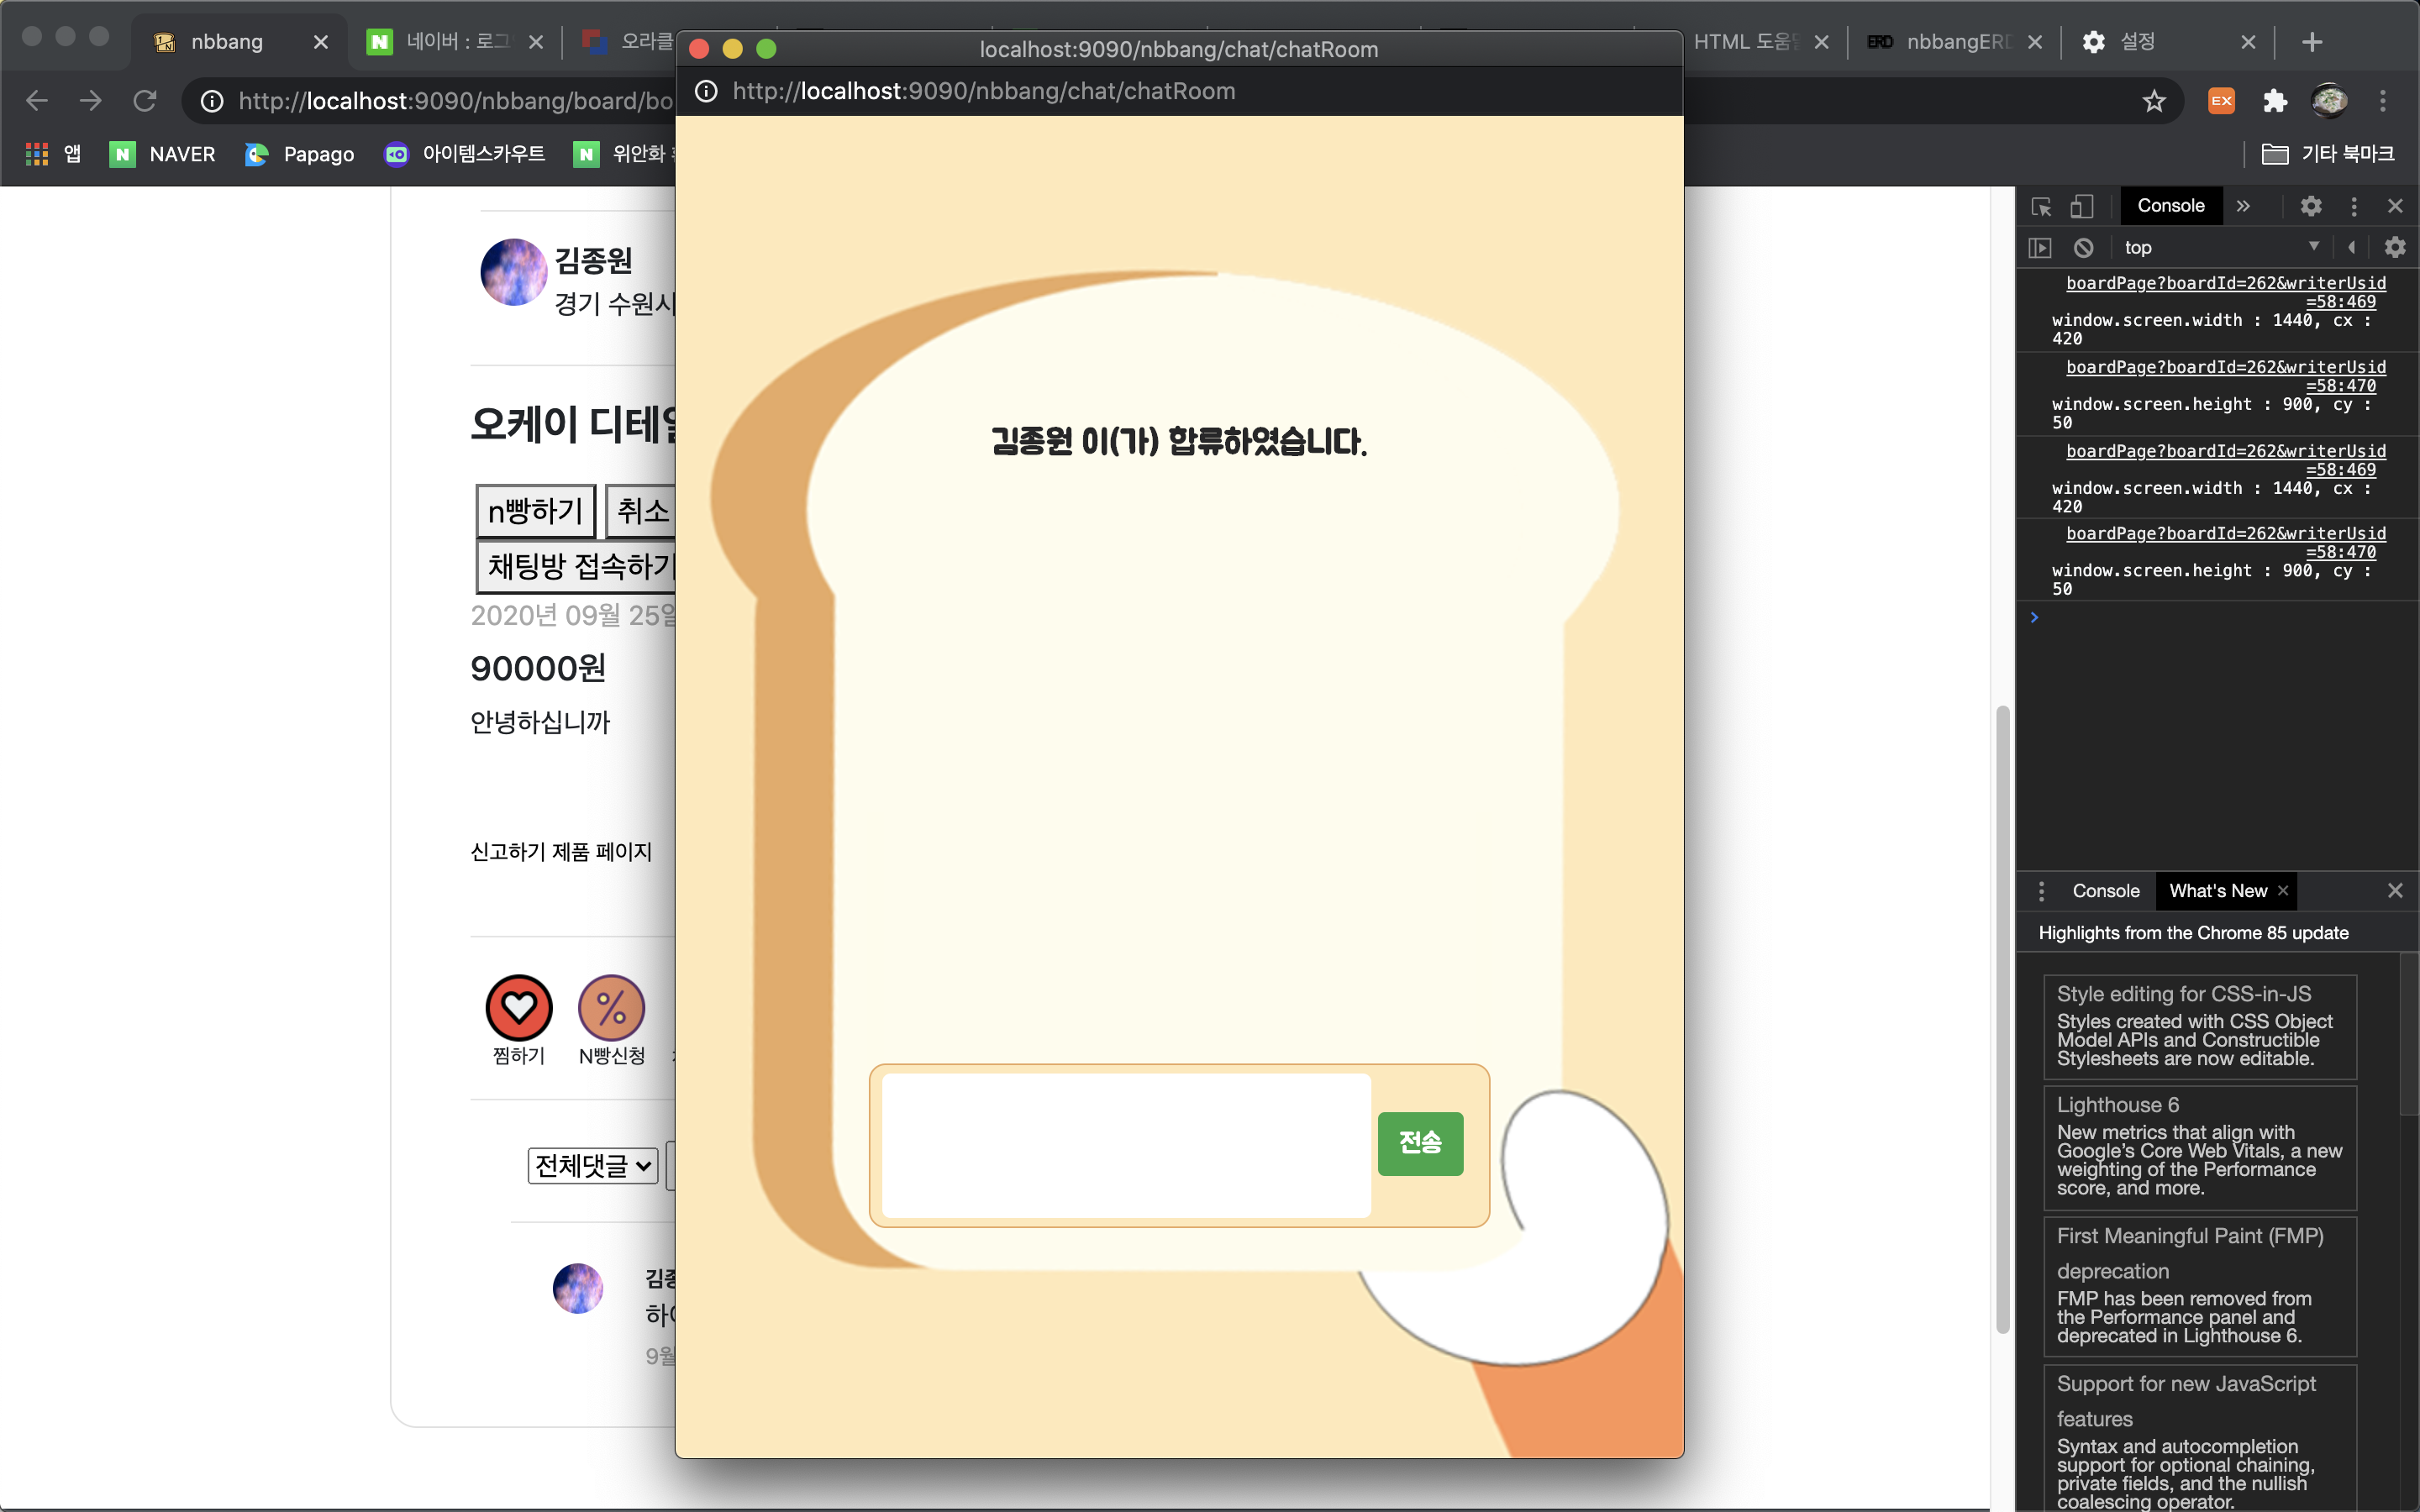 nbbang
네이버 : 로그
오라클
HTML 도움말
nbbangERD
설정
http://localhost:9090/nbbang/board/bo
앱
NAVER
Papago
아이템스카우트
위안화
기타 북마크
김종원
경기 수원시
오케이 디테일
n빵하기
취소
채팅방 접속하기
2020년 09월 25일
90000원
안녕하십니까
신고하기 제품 페이지
찜하기
N빵신청
전체댓글
김종
하이
9월
localhost:9090/nbbang/chat/chatRoom
http://localhost:9090/nbbang/chat/chatRoom
김종원 이(가) 합류하였습니다.
전송
EX
Console
top
boardPage?boardId=262&writerUsid
=58:469
window.screen.width : 1440, cx :
420
boardPage?boardId=262&writerUsid
=58:470
window.screen.height : 900, cy :
50
boardPage?boardId=262&writerUsid
=58:469
window.screen.width : 1440, cx :
420
boardPage?boardId=262&writerUsid
=58:470
window.screen.height : 900, cy :
50
Console
What's New
Highlights from the Chrome 85 update
Style editing for CSS-in-JS
Styles created with CSS Object
Model APIs and Constructible
Stylesheets are now editable.
Lighthouse 6
New metrics that align with
Google's Core Web Vitals, a new
weighting of the Performance
score, and more.
First Meaningful Paint (FMP)
deprecation
FMP has been removed from
the Performance panel and
deprecated in Lighthouse 6.
Support for new JavaScript
features
Syntax and autocompletion
support for optional chaining,
private fields, and the nullish
coalescing operator.